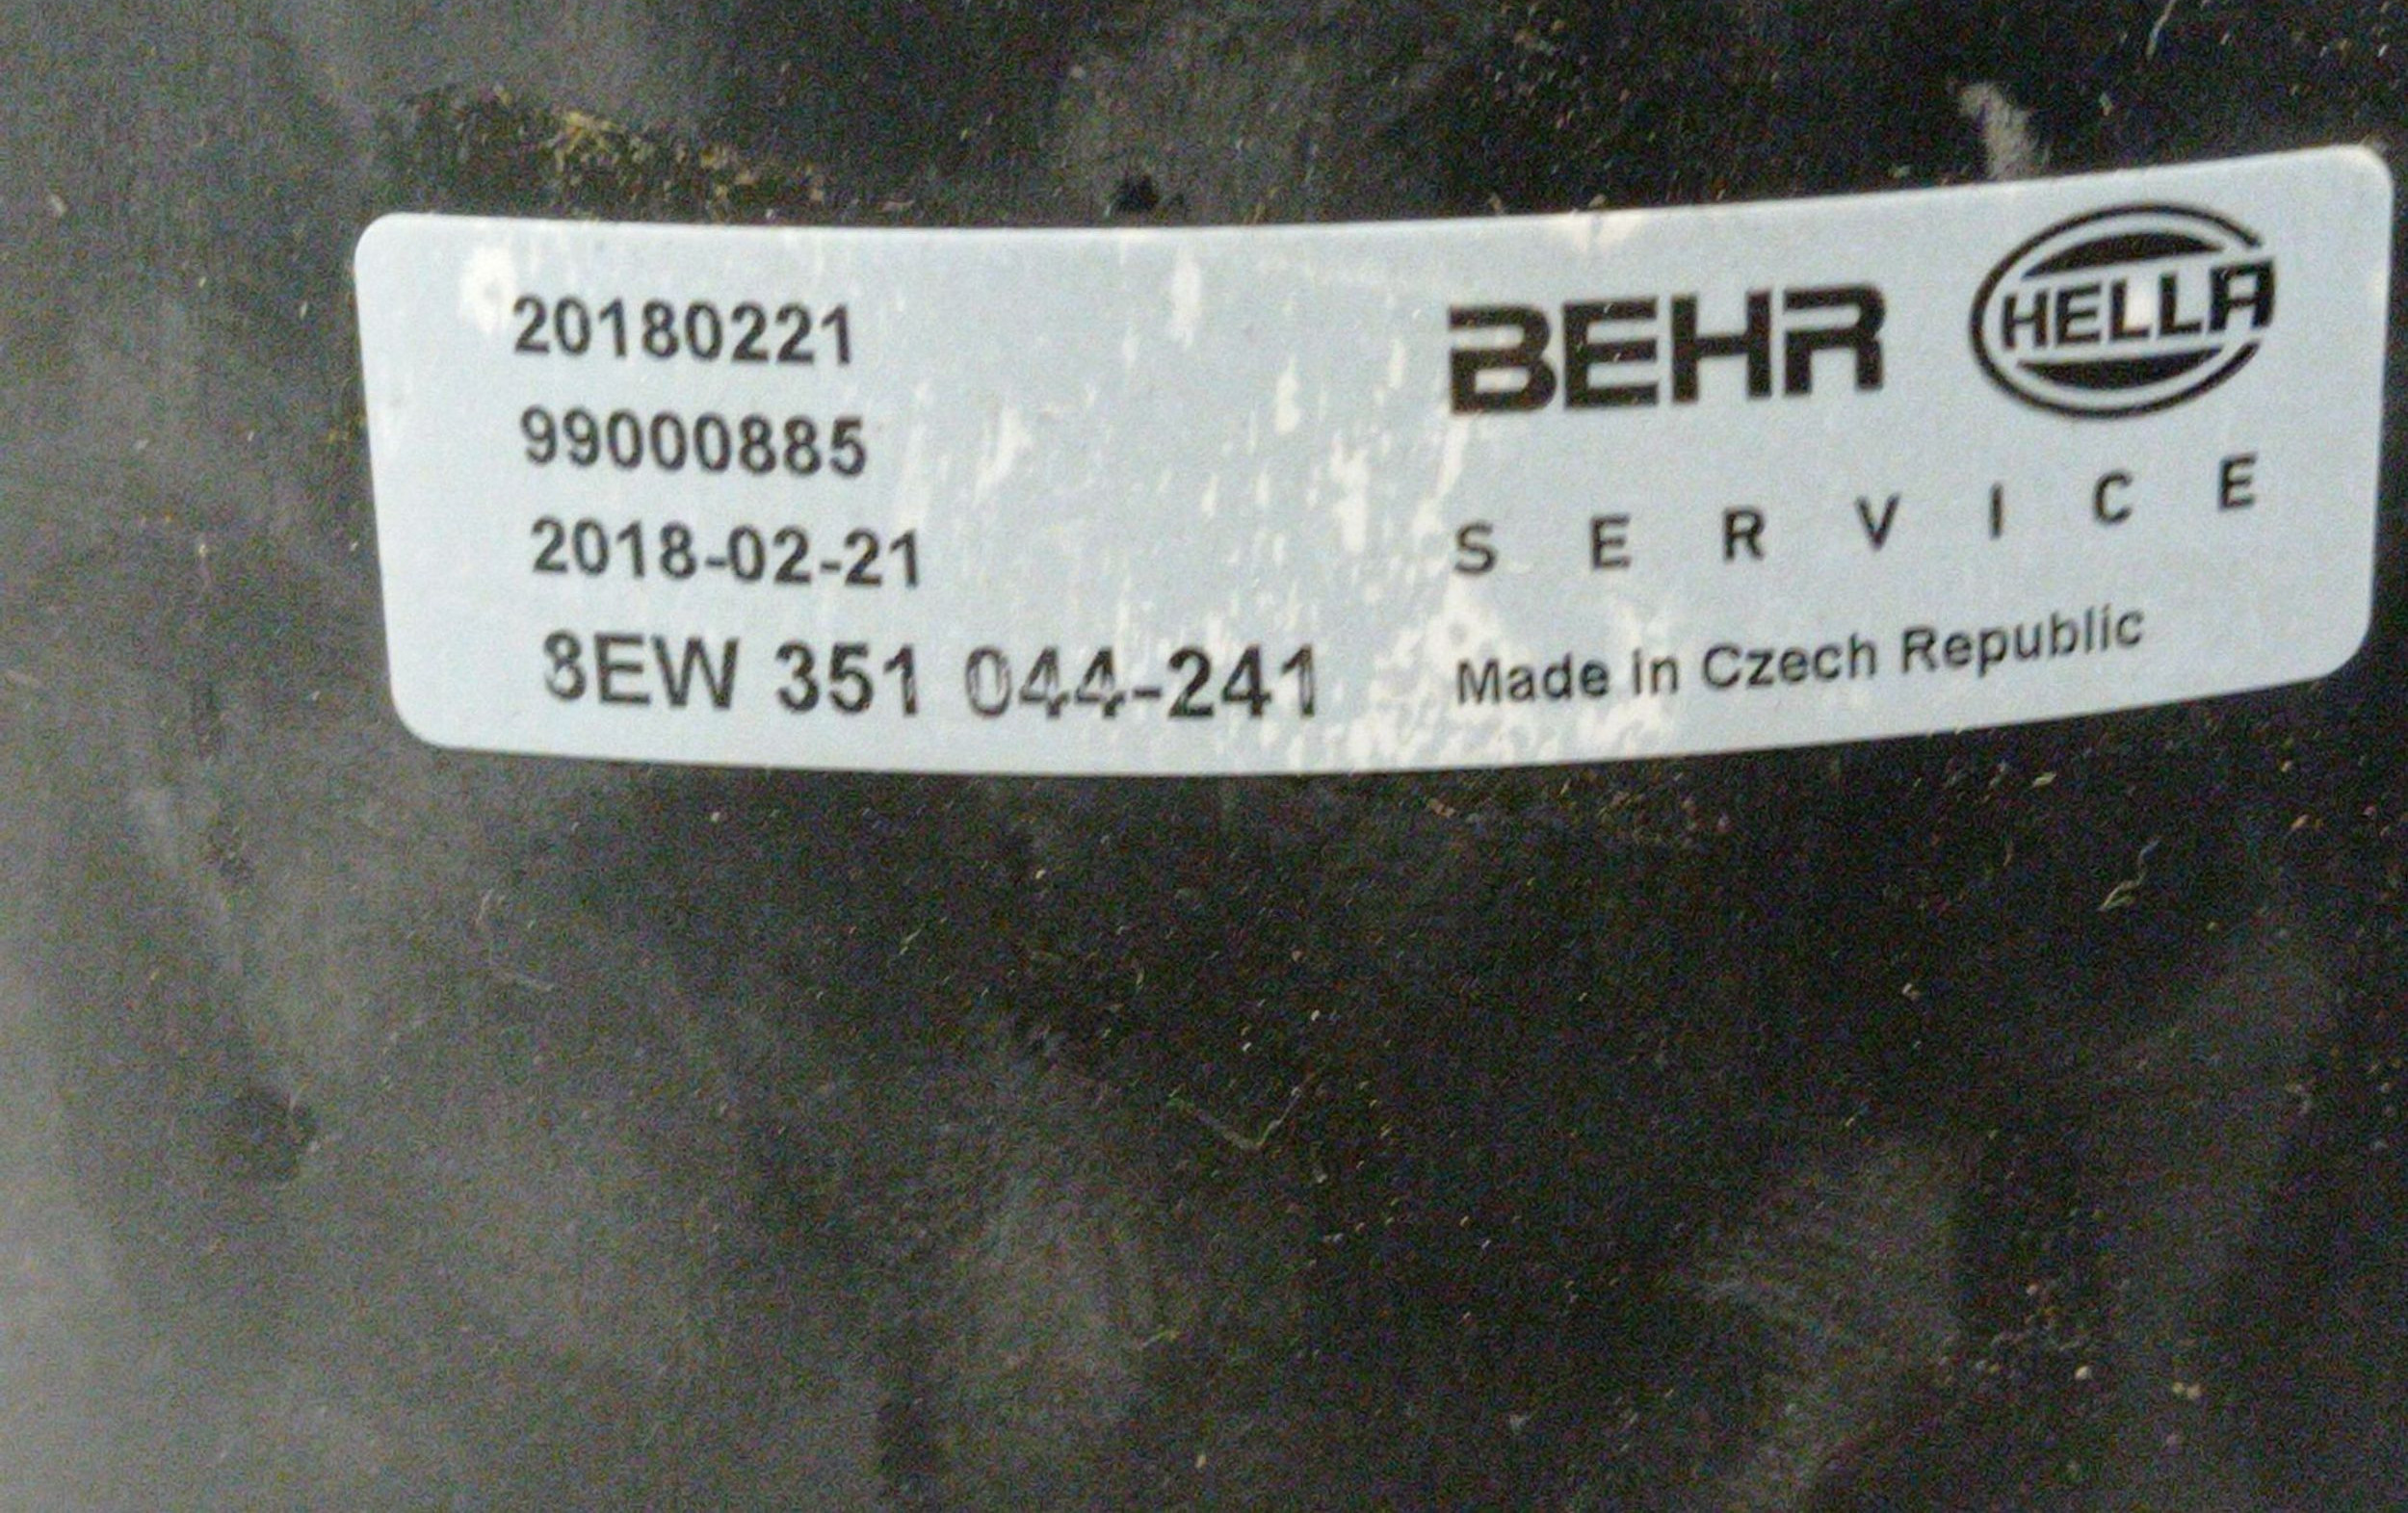 20180221
99000885
2018-02-21
8EW 351 044-241
BEHR HELLA
SERVICE
Made in Czech Republic